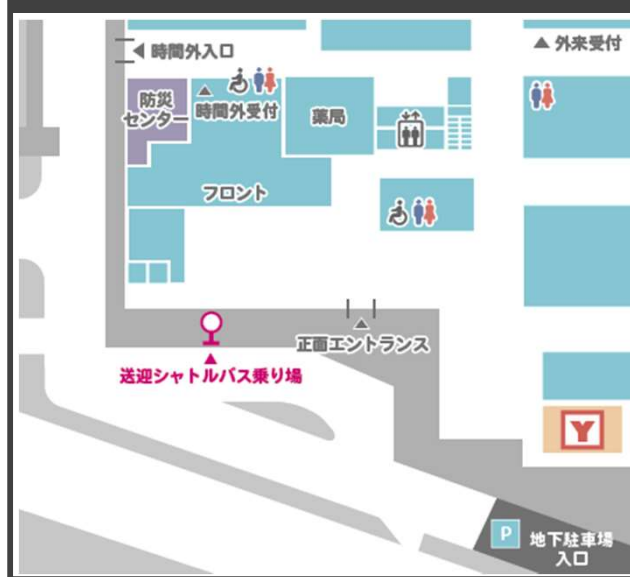 時間外入口
外来受付
防災
センター
時間外受付
薬局
フロント
正面エントランス
送迎シャトルバス乗り場
Y
P
地下駐車場
入口